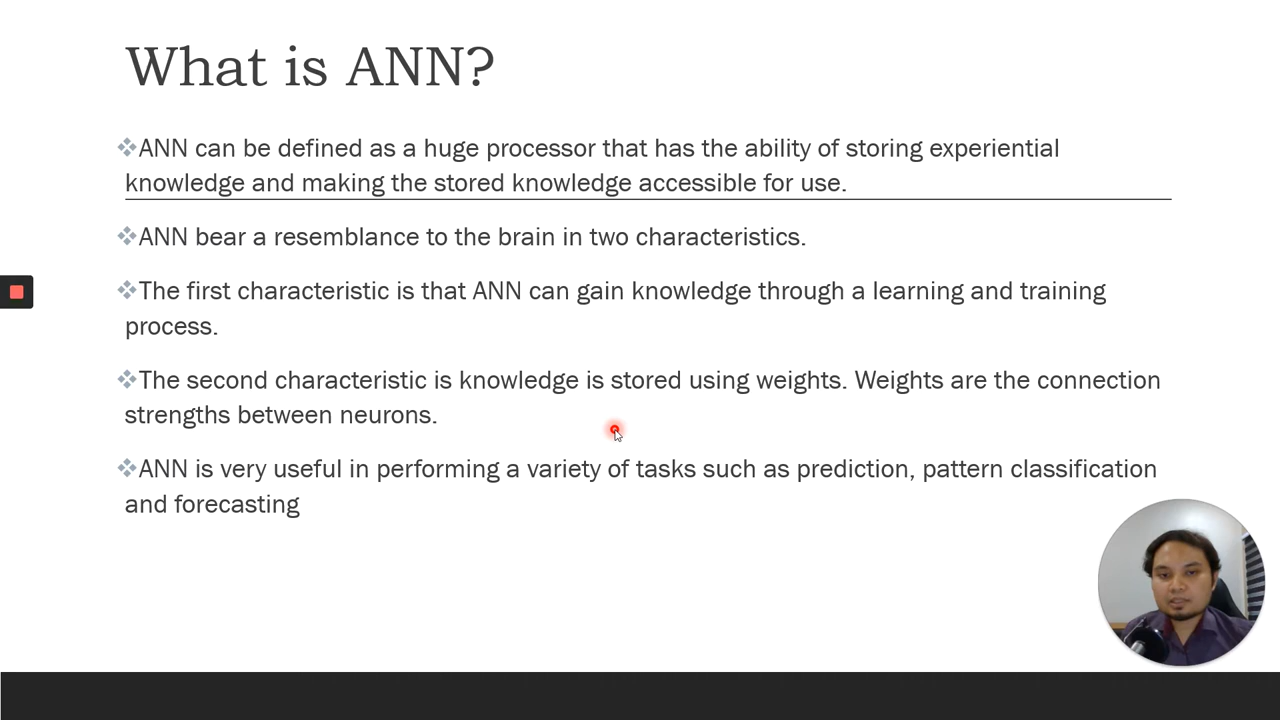 What is ANN?
ANN can be defined as a huge processor that has the ability of storing experiential
knowledge and making the stored knowledge accessible for use.
ANN bear a resemblance to the brain in two characteristics.
The first characteristic is that ANN can gain knowledge through a learning and training
process.
The second characteristic is knowledge is stored using weights. Weights are the connection
strengths between neurons.
ANN is very useful in performing a variety of tasks such as prediction, pattern classification
and forecasting